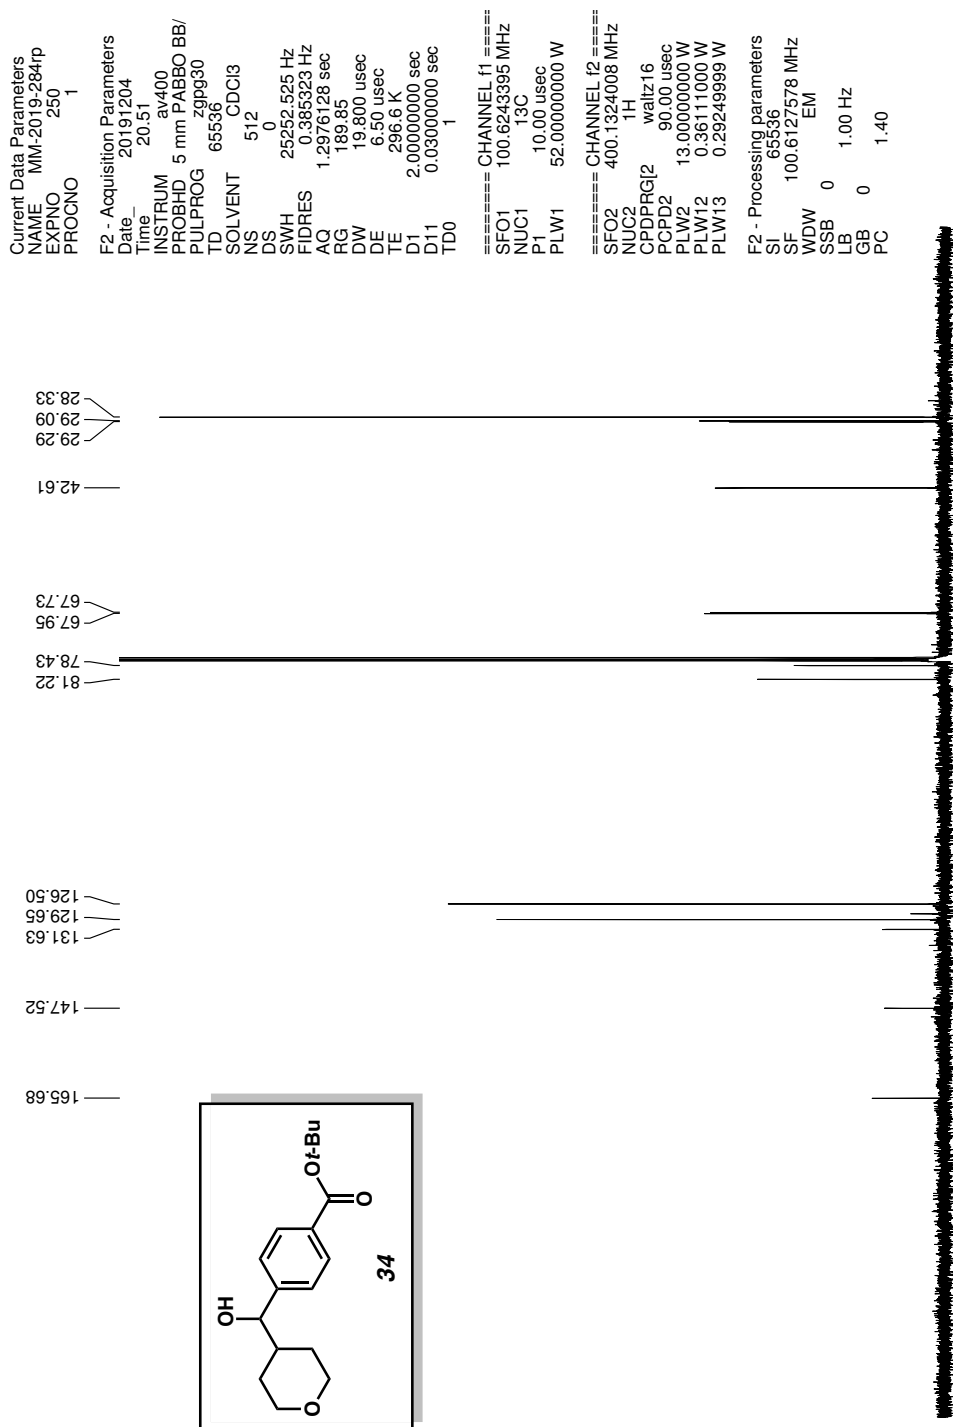 Current Data Parameters
NAME MM-2019-284rp
EXPNO 250
PROCNO 1
F2 - Acquisition Parameters
Date_ 20191204
Time 20.51
INSTRUM av400
PROBHD 5 mm PABBO BB/
PULPROG zgpg30
TD 65536
SOLVENT CDCl3
NS 512
DS 0
SWH 25252.525 Hz
FIDRES 0.385323 Hz
AQ 1.2976128 sec
RG 189.85
DW 19.800 usec
DE 6.50 usec
TE 296.6 K
D1 2.00000000 sec
D11 0.03000000 sec
TD0 1
======== CHANNEL f1 ========
SFO1 100.6243395 MHz
NUC1 13C
P1 10.00 usec
PLW1 52.00000000 W
======== CHANNEL f2 ========
SFO2 400.1324008 MHz
NUC2 1H
CPDPRG[2 waltz16
PCPD2 90.00 usec
PLW2 13.00000000 W
PLW12 0.36111000 W
PLW13 0.29249999 W
F2 - Processing parameters
SI 65536
SF 100.6127578 MHz
WDW EM
SSB 0
LB 1.00 Hz
GB 0
PC 1.40
165.68
147.52
131.63
129.65
126.50
81.22
78.43
67.95
67.73
42.61
29.29
29.09
28.33
OH
O
Ot-Bu
O
34